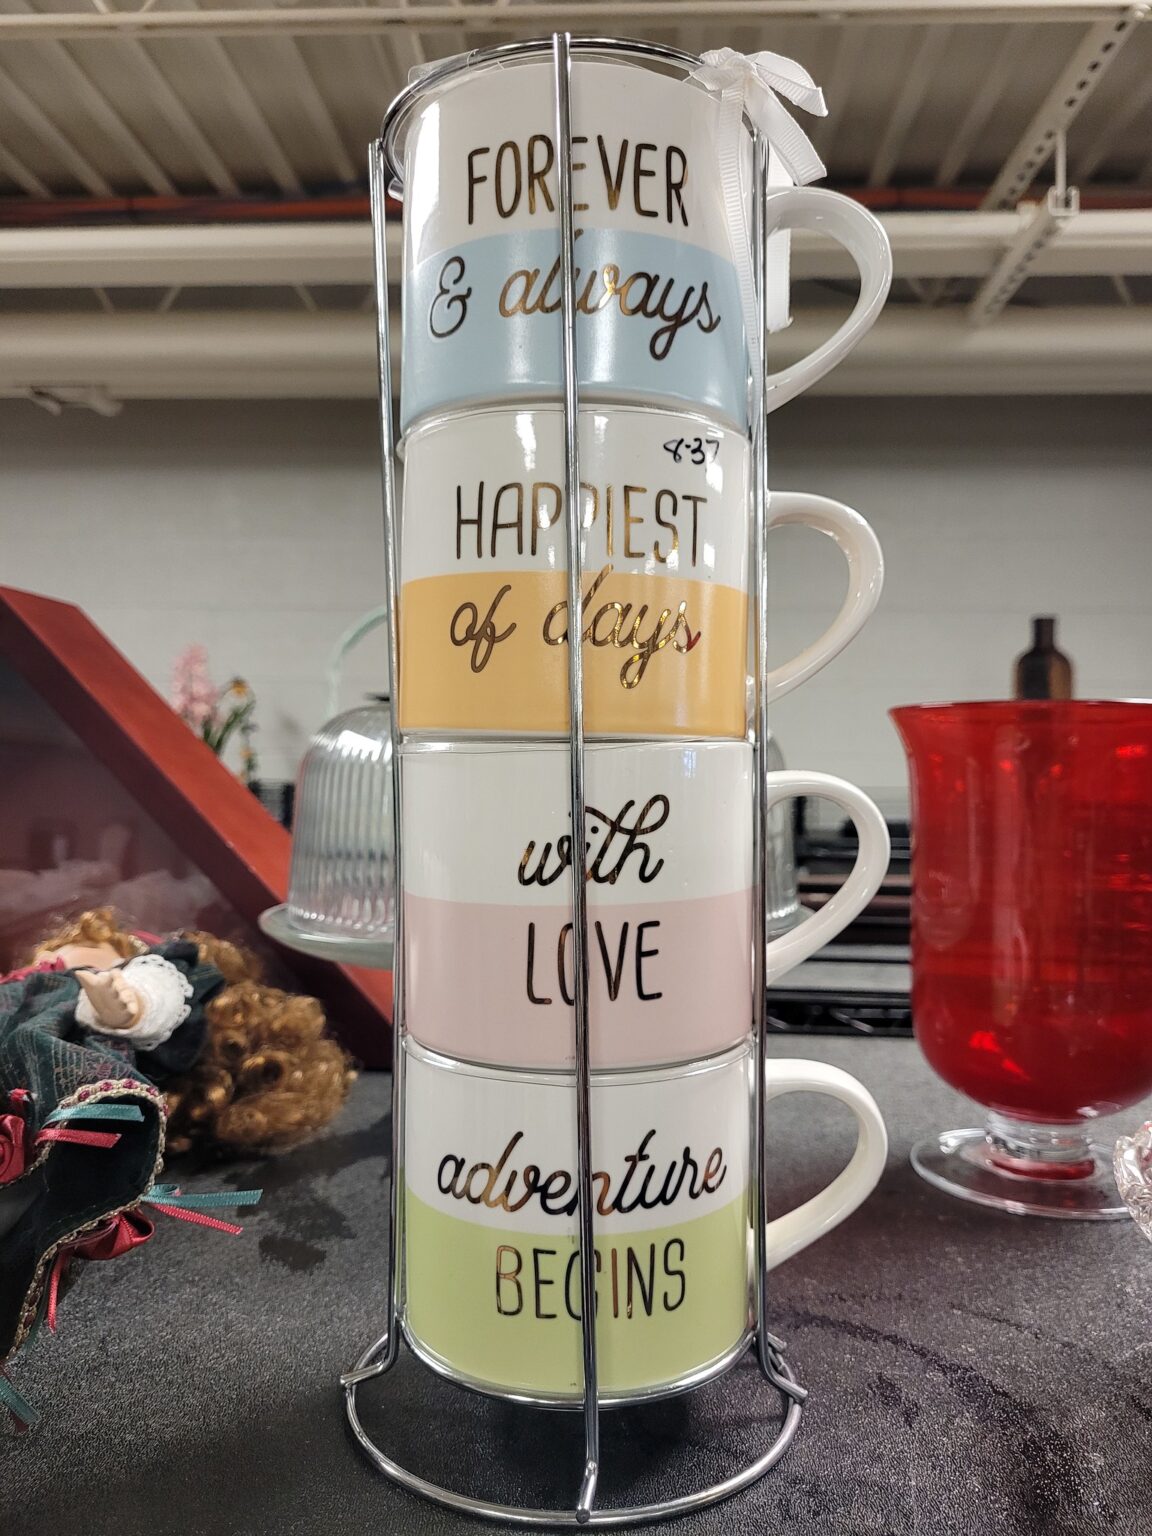 FOREVER
& always
8-37
HAPPIEST
of days
with
LOVE
adventure
BEGINS